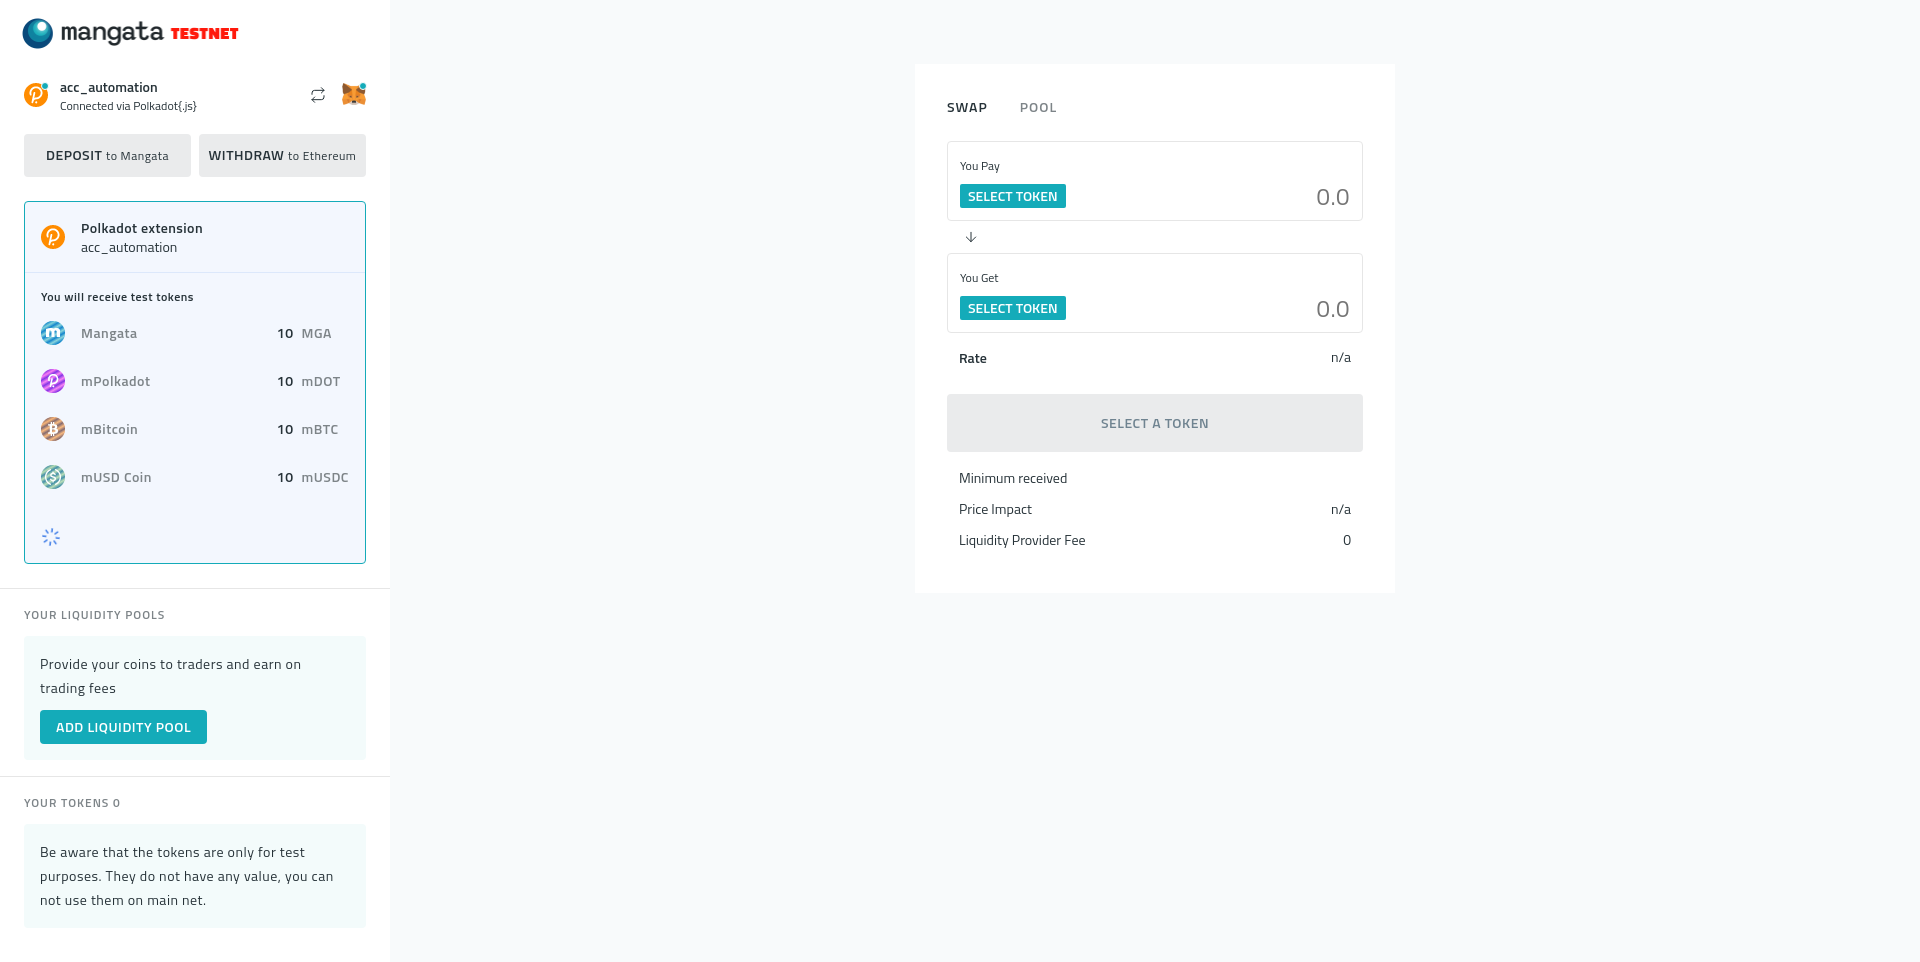 mangata TESTNET
acc_automation
Connected via Polkadot{.js}
DEPOSIT to Mangata
WITHDRAW to Ethereum
Polkadot extension
acc_automation
You will receive test tokens
Mangata 10 MGA
mPolkadot 10 mDOT
mBitcoin 10 mBTC
mUSD Coin 10 mUSDC
YOUR LIQUIDITY POOLS
Provide your coins to traders and earn on
trading fees
ADD LIQUIDITY POOL
YOUR TOKENS 0
Be aware that the tokens are only for test
purposes. They do not have any value, you can
not use them on main net.
SWAP POOL
You Pay
SELECT TOKEN 0.0
You Get
SELECT TOKEN 0.0
Rate n/a
SELECT A TOKEN
Minimum received
Price Impact n/a
Liquidity Provider Fee 0